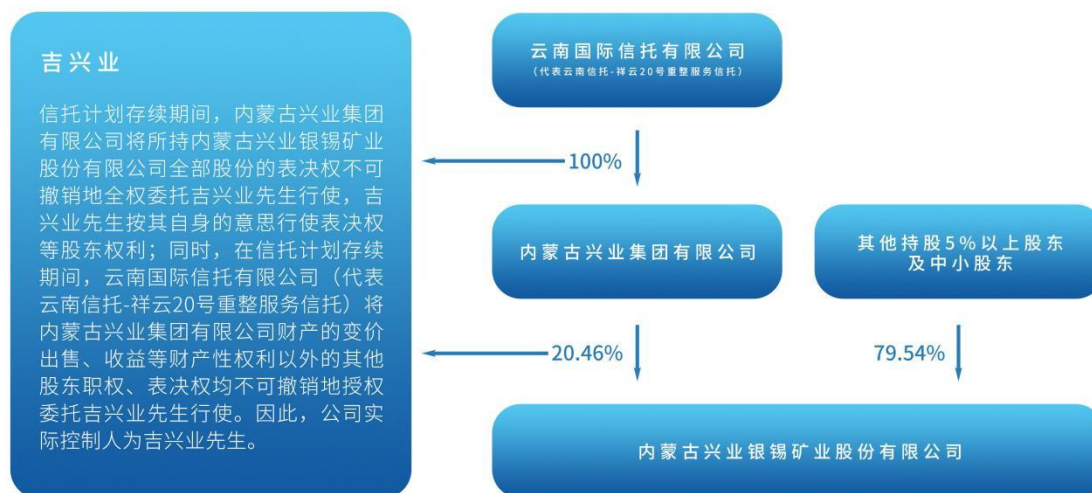 吉兴业
信托计划存续期间，内蒙古兴业集团
有限公司将所持内蒙古兴业银锡矿业
股份有限公司全部股份的表决权不可
撤销地全权委托吉兴业先生行使，吉
兴业先生按其自身的意思行使表决权
等股东权利；同时，在信托计划存续
期间，云南国际信托有限公司（代表
云南信托-祥云20号重整服务信托）将
内蒙古兴业集团有限公司财产的变价
出售、收益等财产性权利以外的其他
股东职权、表决权均不可撤销地授权
委托吉兴业先生行使。因此，公司实
际控制人为吉兴业先生。
云南国际信托有限公司
（代表云南信托-祥云20号重整服务信托）
100%
内蒙古兴业集团有限公司
其他持股5%以上股东
及中小股东
20.46%
79.54%
内蒙古兴业银锡矿业股份有限公司